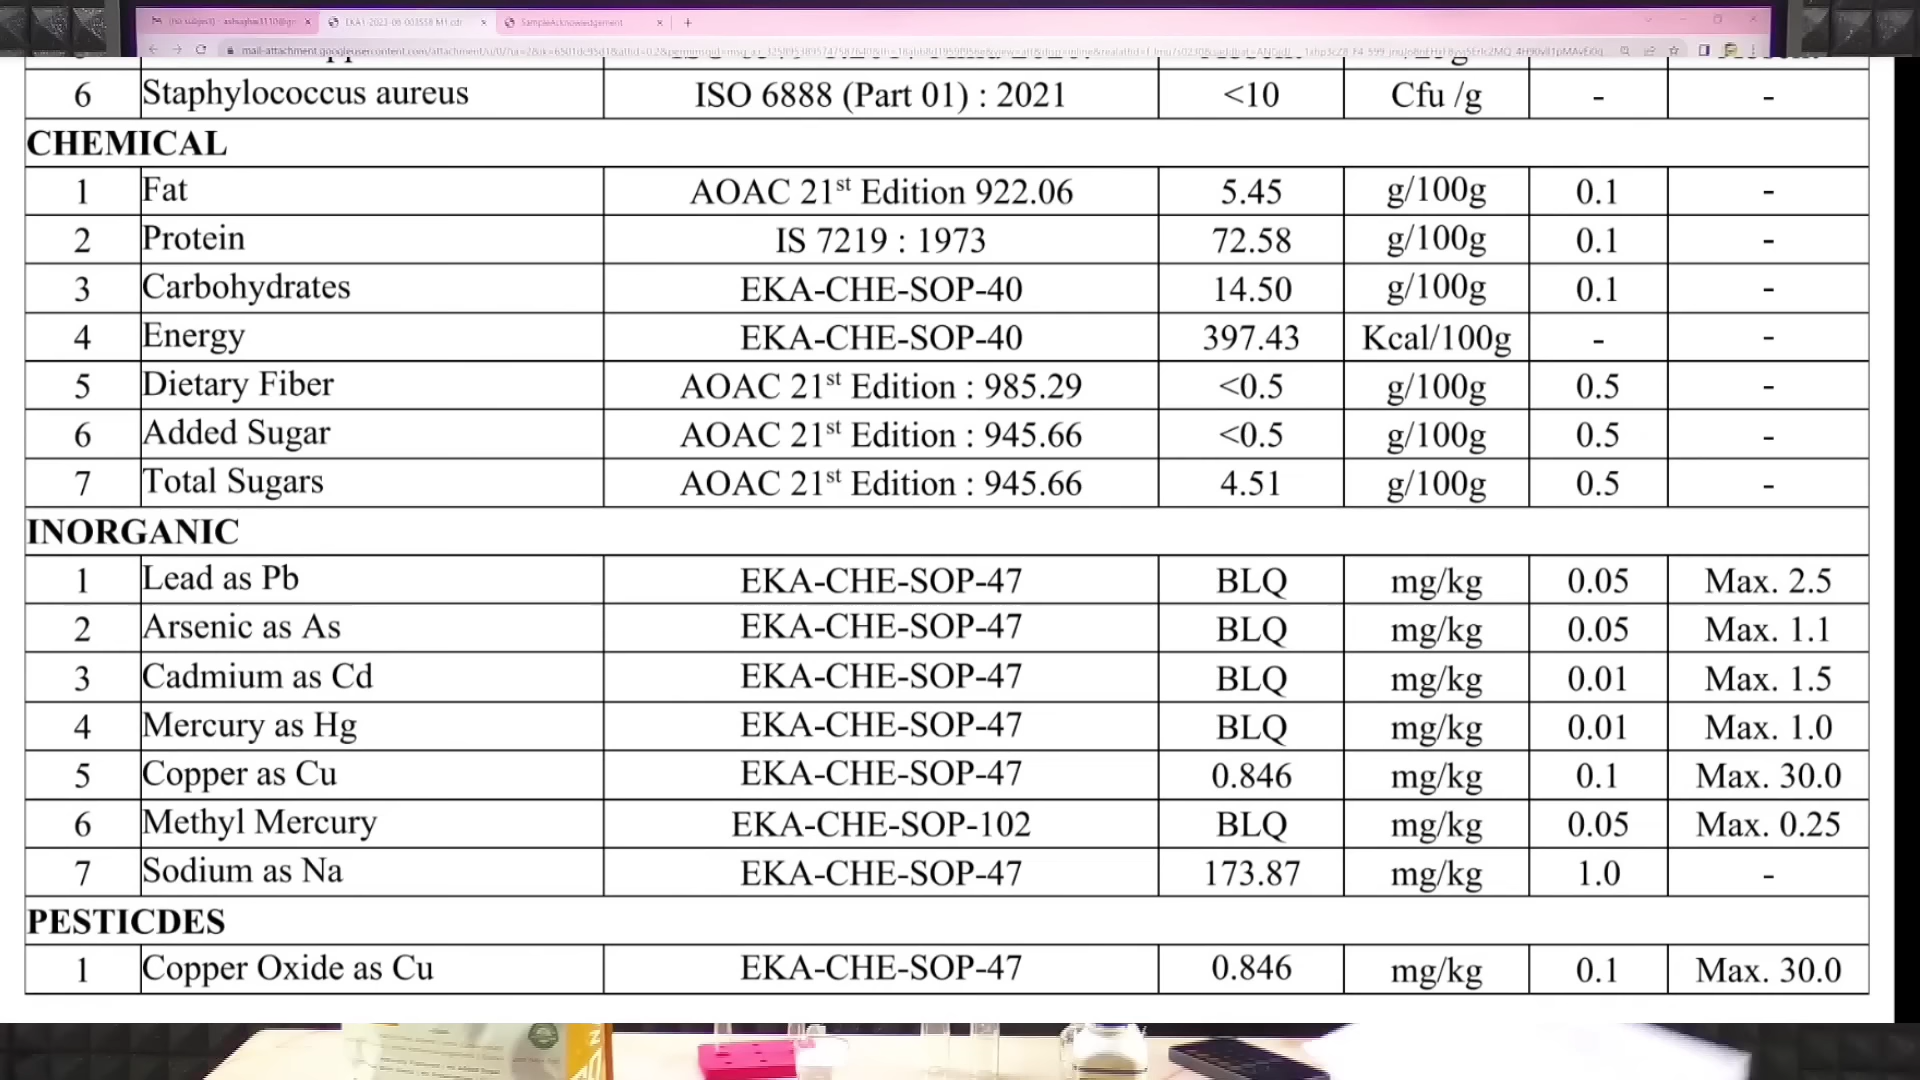 (no subject) - ashughai3110@gm
EKA1-2023-08-003558 M1.cdr
SampleAcknowledgement
6 Staphylococcus aureus ISO 6888 (Part 01) : 2021 <10 Cfu /g - -
CHEMICAL
1 Fat AOAC 21st Edition 922.06 5.45 g/100g 0.1 -
2 Protein IS 7219 : 1973 72.58 g/100g 0.1 -
3 Carbohydrates EKA-CHE-SOP-40 14.50 g/100g 0.1 -
4 Energy EKA-CHE-SOP-40 397.43 Kcal/100g - -
5 Dietary Fiber AOAC 21st Edition : 985.29 <0.5 g/100g 0.5 -
6 Added Sugar AOAC 21st Edition : 945.66 <0.5 g/100g 0.5 -
7 Total Sugars AOAC 21st Edition : 945.66 4.51 g/100g 0.5 -
INORGANIC
1 Lead as Pb EKA-CHE-SOP-47 BLQ mg/kg 0.05 Max. 2.5
2 Arsenic as As EKA-CHE-SOP-47 BLQ mg/kg 0.05 Max. 1.1
3 Cadmium as Cd EKA-CHE-SOP-47 BLQ mg/kg 0.01 Max. 1.5
4 Mercury as Hg EKA-CHE-SOP-47 BLQ mg/kg 0.01 Max. 1.0
5 Copper as Cu EKA-CHE-SOP-47 0.846 mg/kg 0.1 Max. 30.0
6 Methyl Mercury EKA-CHE-SOP-102 BLQ mg/kg 0.05 Max. 0.25
7 Sodium as Na EKA-CHE-SOP-47 173.87 mg/kg 1.0 -
PESTICDES
1 Copper Oxide as Cu EKA-CHE-SOP-47 0.846 mg/kg 0.1 Max. 30.0